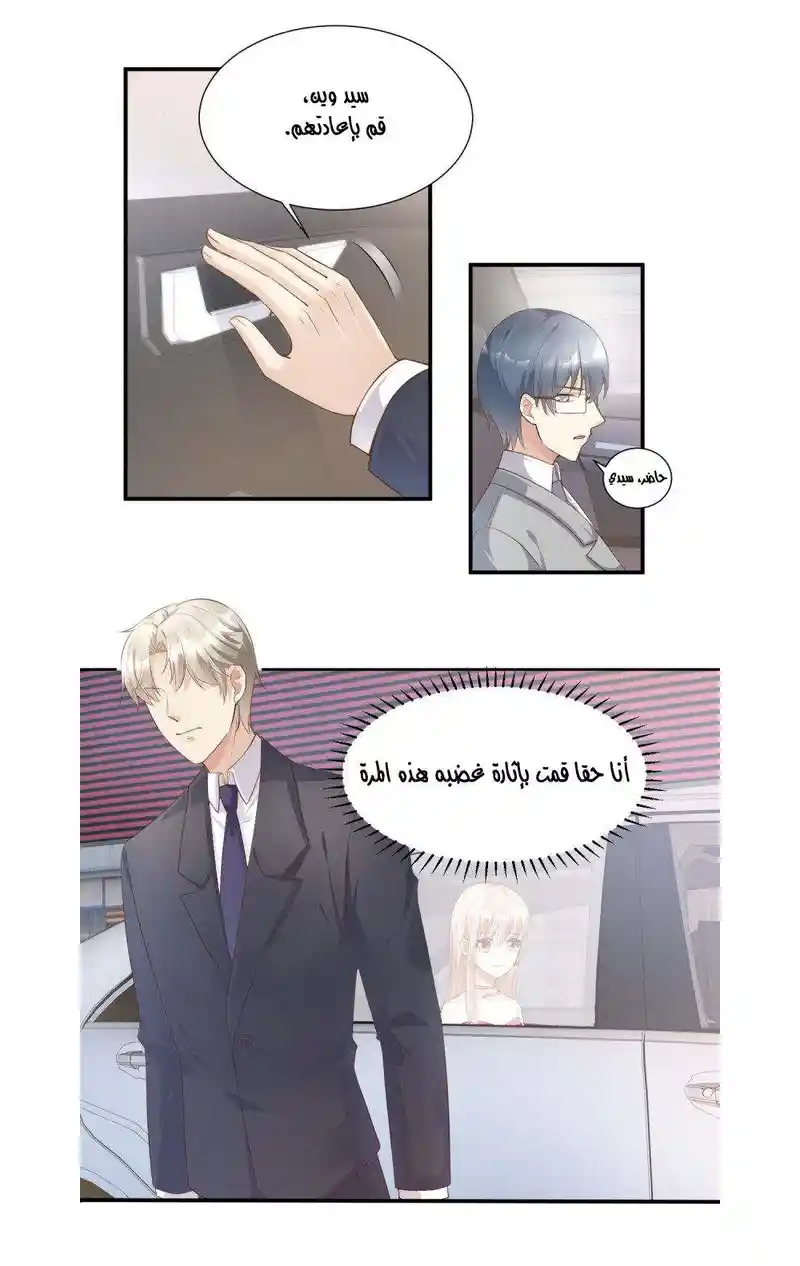 سيد وين،
قم بإعادتهم.
حاضر، سيدي
أنا حقا قمت بإثارة غضبه هذه المرة